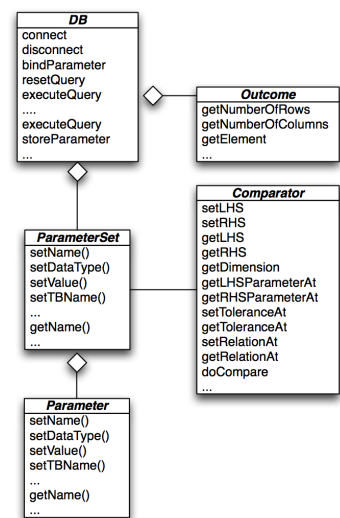 DB
connect
disconnect
bindParameter
resetQuery
executeQuery
....
executeQuery
storeParameter
...
Outcome
getNumberOfRows
getNumberOfColumns
getElement
...
Comparator
setLHS
setRHS
getLHS
getRHS
getDimension
getLHSParameterAt
getRHSParameterAt
setToleranceAt
getToleranceAt
setRelationAt
getRelationAt
doCompare
...
ParameterSet
setName()
setDataType()
setValue()
setTBName()
...
getName()
...
Parameter
setName()
setDataType()
setValue()
setTBName()
...
getName()
...